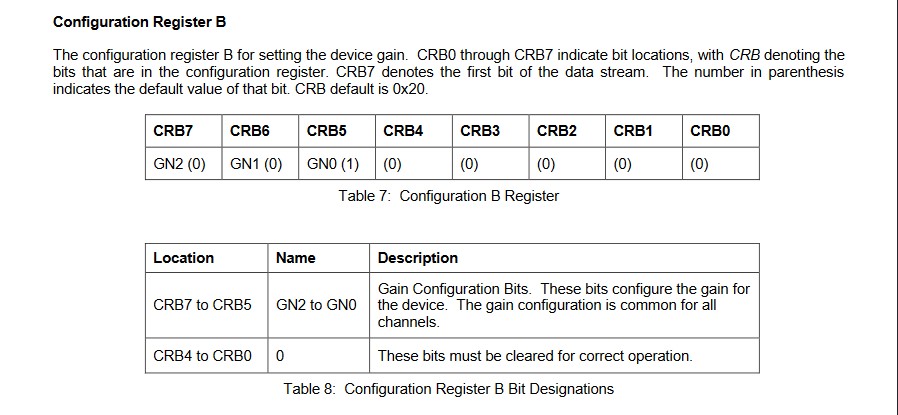 Configuration Register B
The configuration register B for setting the device gain.  CRB0 through CRB7 indicate bit locations, with CRB denoting the
bits that are in the configuration register. CRB7 denotes the first bit of the data stream.  The number in parenthesis
indicates the default value of that bit. CRB default is 0x20.
CRB7 CRB6 CRB5 CRB4 CRB3 CRB2 CRB1 CRB0
GN2 (0) GN1 (0) GN0 (1) (0) (0) (0) (0) (0)
Table 7:  Configuration B Register
Location Name Description
Gain Configuration Bits.  These bits configure the gain for
CRB7 to CRB5 GN2 to GN0 the device.  The gain configuration is common for all
channels.
CRB4 to CRB0 0 These bits must be cleared for correct operation.
Table 8:  Configuration Register B Bit Designations